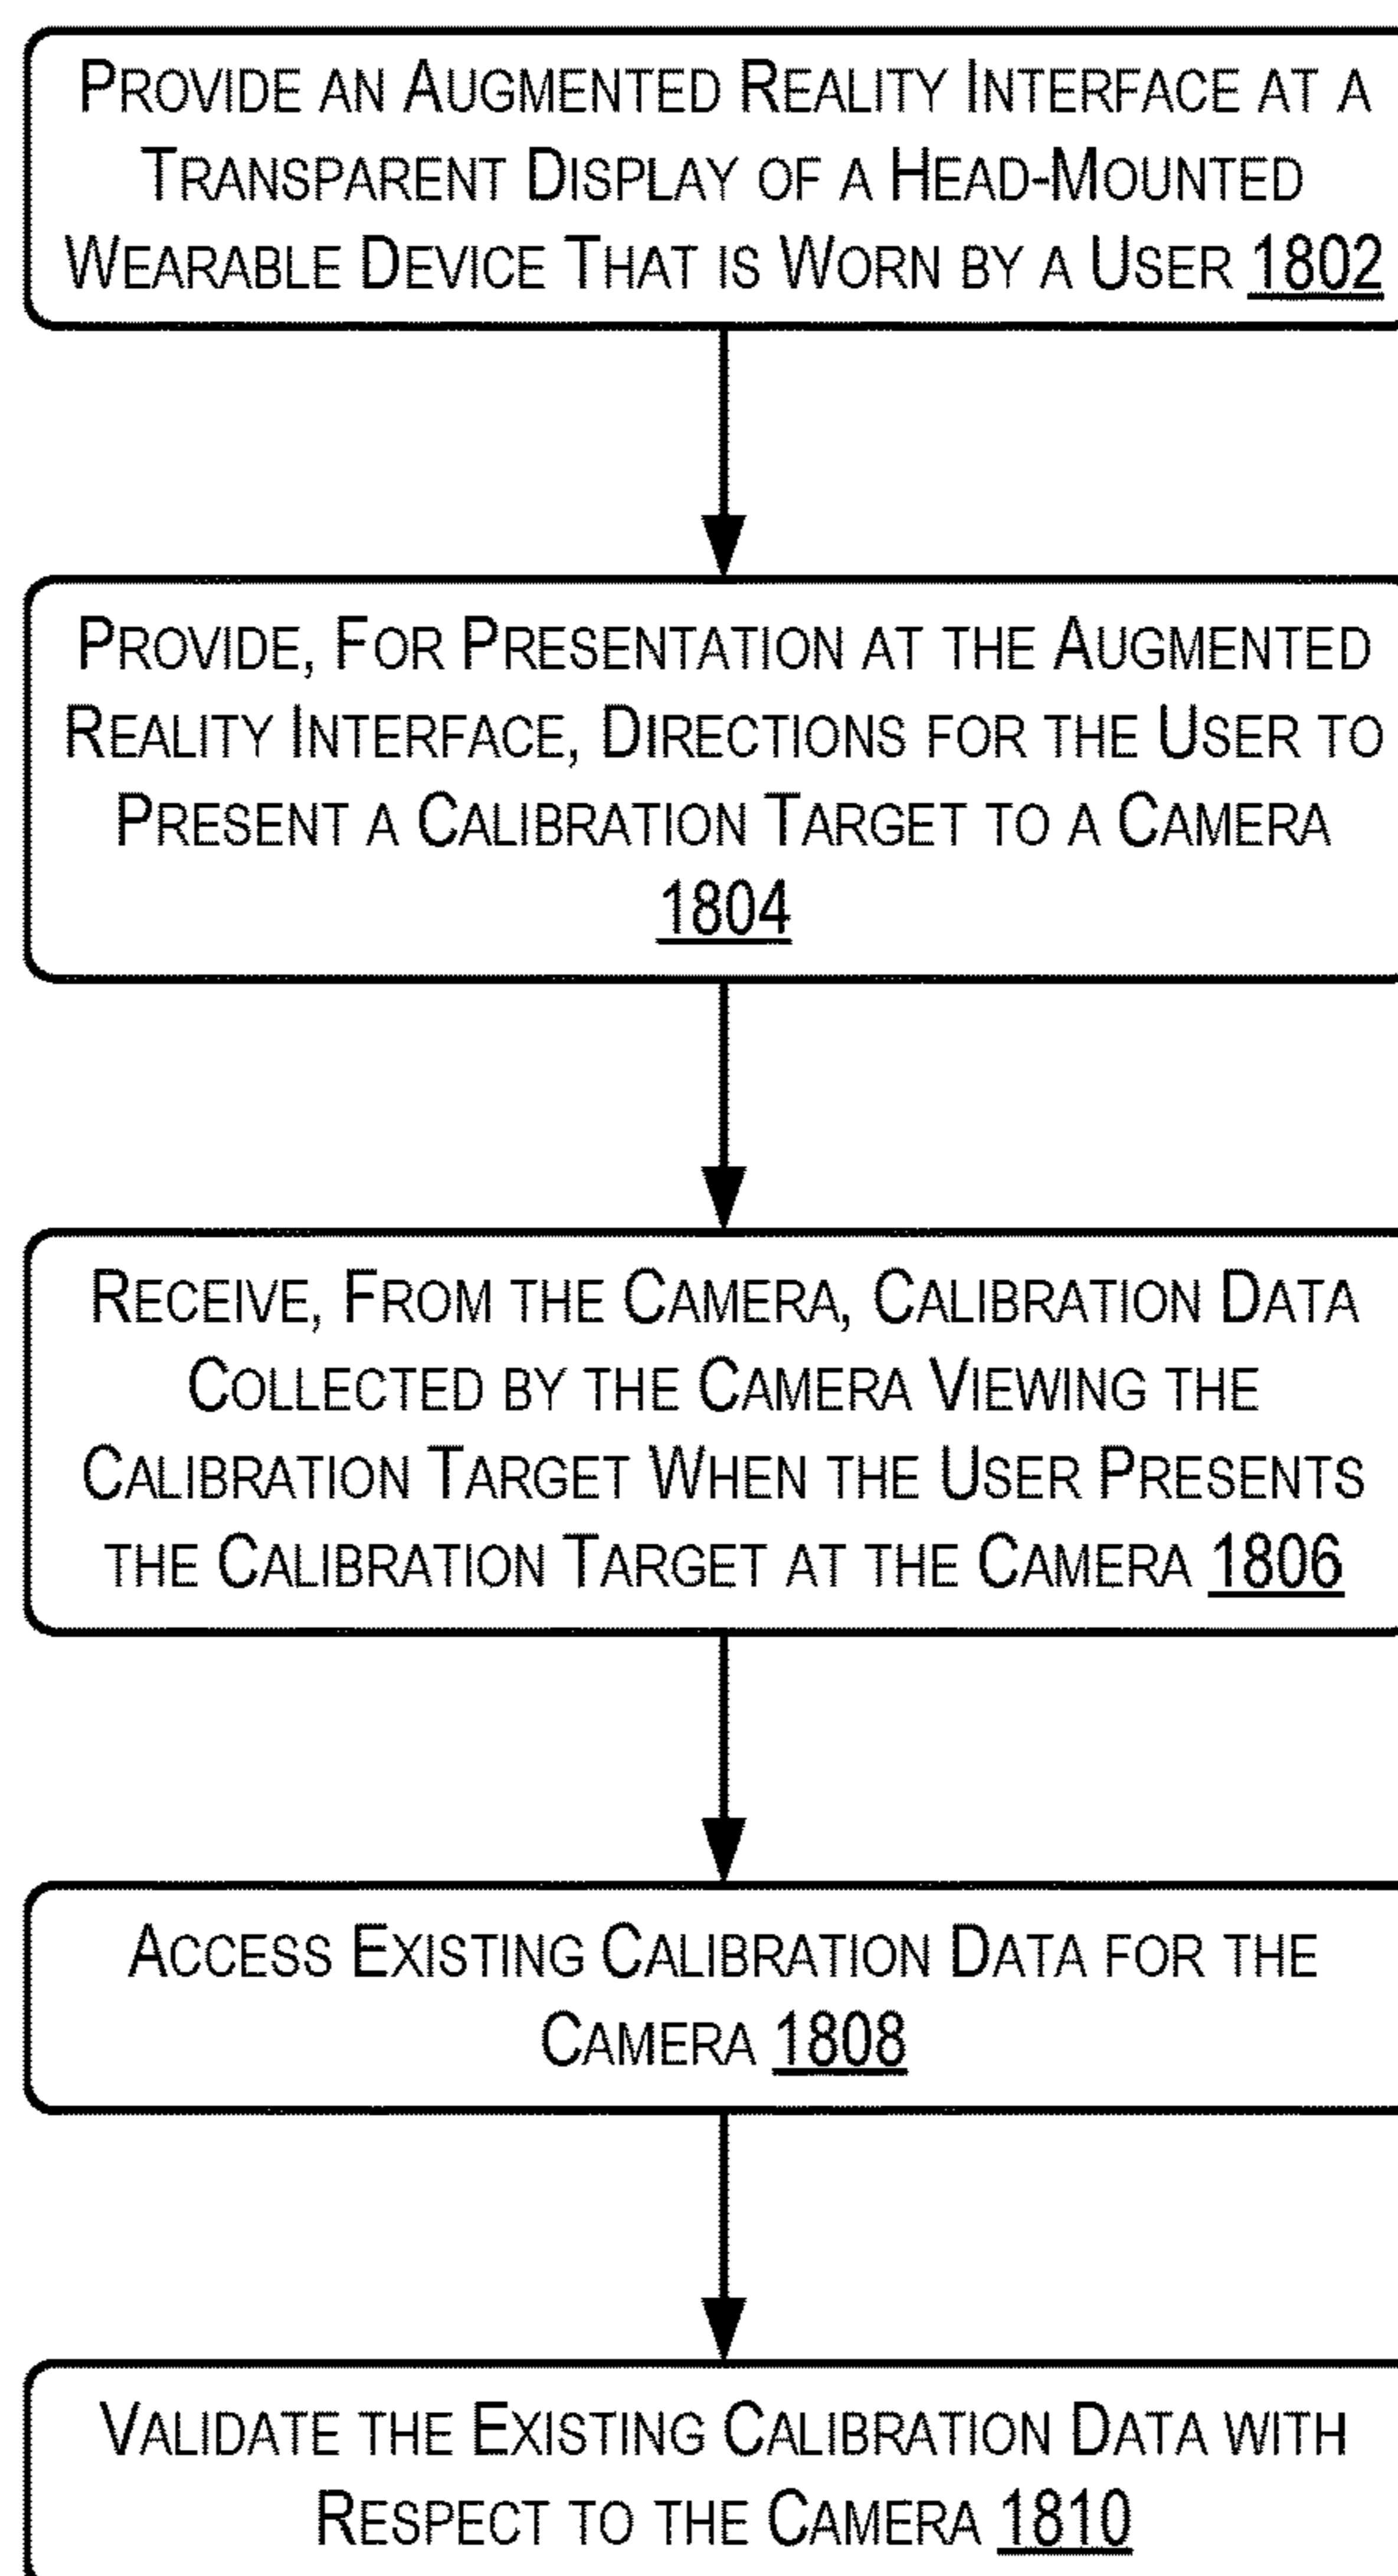 PROVIDE AN AUGMENTED REALITY INTERFACE AT A
TRANSPARENT DISPLAY OF A HEAD-MOUNTED
WEARABLE DEVICE THAT IS WORN BY A USER 1802
PROVIDE, FOR PRESENTATION AT THE AUGMENTED
REALITY INTERFACE, DIRECTIONS FOR THE USER TO
PRESENT A CALIBRATION TARGET TO A CAMERA
1804
RECEIVE, FROM THE CAMERA, CALIBRATION DATA
COLLECTED BY THE CAMERA VIEWING THE
CALIBRATION TARGET WHEN THE USER PRESENTS
THE CALIBRATION TARGET AT THE CAMERA 1806
ACCESS EXISTING CALIBRATION DATA FOR THE
CAMERA 1808
VALIDATE THE EXISTING CALIBRATION DATA WITH
RESPECT TO THE CAMERA 1810